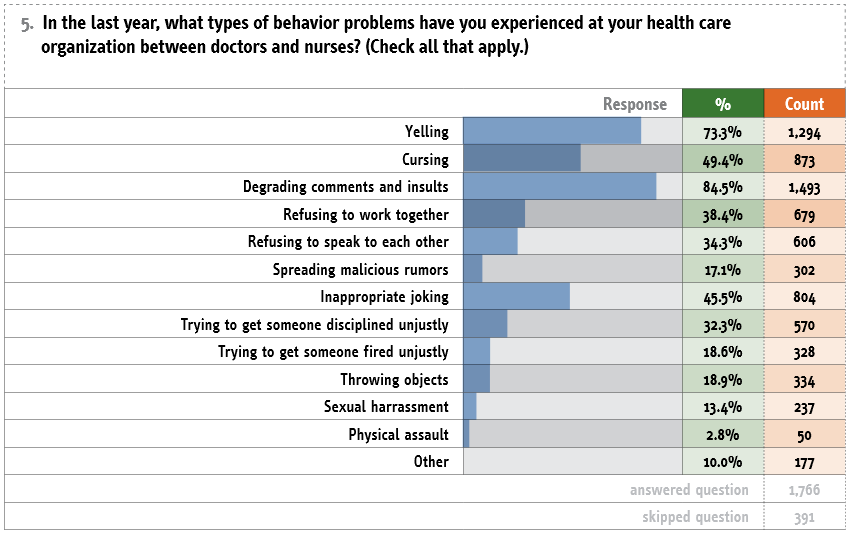 5. In the last year, what types of behavior problems have you experienced at your health care
organization between doctors and nurses? (Check all that apply.)
Response % Count
Yelling 73.3% 1,294
Cursing 49.4% 873
Degrading comments and insults 84.5% 1,493
Refusing to work together 38.4% 679
Refusing to speak to each other 34.3% 606
Spreading malicious rumors 17.1% 302
Inappropriate joking 45.5% 804
Trying to get someone disciplined unjustly 32.3% 570
Trying to get someone fired unjustly 18.6% 328
Throwing objects 18.9% 334
Sexual harrassment 13.4% 237
Physical assault 2.8% 50
Other 10.0% 177
answered question 1,766
skipped question 391